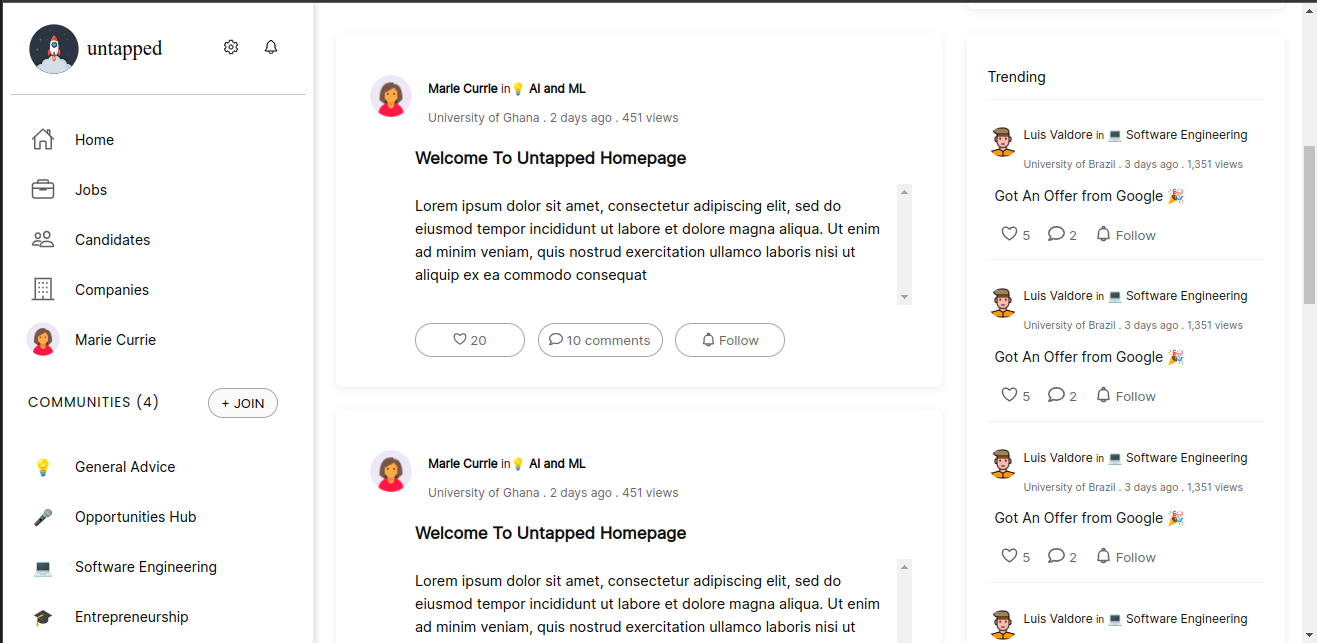 untapped
Home
Jobs
Candidates
Companies
Marie Currie
COMMUNITIES (4)
+ JOIN
General Advice
Opportunities Hub
Software Engineering
Entrepreneurship
Marie Currie in💡 AI and ML
University of Ghana . 2 days ago . 451 views
Welcome To Untapped Homepage
Lorem ipsum dolor sit amet, consectetur adipiscing elit, sed do
eiusmod tempor incididunt ut labore et dolore magna aliqua. Ut enim
ad minim veniam, quis nostrud exercitation ullamco laboris nisi ut
aliquip ex ea commodo consequat
20
10 comments
Follow
Marie Currie in💡 AI and ML
University of Ghana . 2 days ago . 451 views
Welcome To Untapped Homepage
Lorem ipsum dolor sit amet, consectetur adipiscing elit, sed do
eiusmod tempor incididunt ut labore et dolore magna aliqua. Ut enim
ad minim veniam, quis nostrud exercitation ullamco laboris nisi ut
Trending
Luis Valdore in 💻 Software Engineering
University of Brazil . 3 days ago . 1,351 views
Got An Offer from Google 🎉
5 2 Follow
Luis Valdore in 💻 Software Engineering
University of Brazil . 3 days ago . 1,351 views
Got An Offer from Google 🎉
5 2 Follow
Luis Valdore in 💻 Software Engineering
University of Brazil . 3 days ago . 1,351 views
Got An Offer from Google 🎉
5 2 Follow
Luis Valdore in 💻 Software Engineering